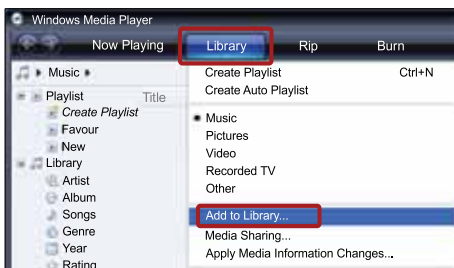 Windows Media Player
Now Playing Library Rip Burn
Music
Playlist
Title
Create Playlist
Favour
New
Library
Artist
Album
Songs
Genre
Year
Rating
Create Playlist Ctrl+N
Create Auto Playlist
Music
Pictures
Video
Recorded TV
Other
Add to Library...
Media Sharing...
Apply Media Information Changes...